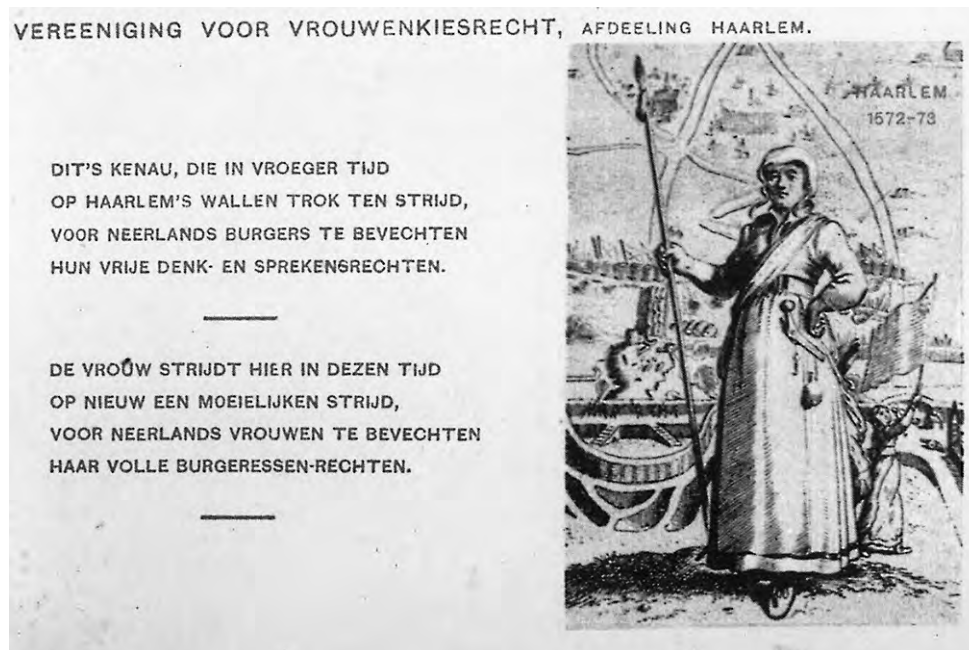 VEREENIGING VOOR VROUWENKIESRECHT, AFDEELING HAARLEM.
HAARLEM
1572-73
DIT'S KENAU, DIE IN VROEGER TIJD
OP HAARLEM'S WALLEN TROK TEN STRIJD,
VOOR NEERLANDS BURGERS TE BEVECHTEN
HUN VRIJE DENK- EN SPREKENSRECHTEN.
DE VROUW STRIJDT HIER IN DEZEN TIJD
OP NIEUW EEN MOEIELIJKEN STRIJD,
VOOR NEERLANDS VROUWEN TE BEVECHTEN
HAAR VOLLE BURGERESSEN-RECHTEN.